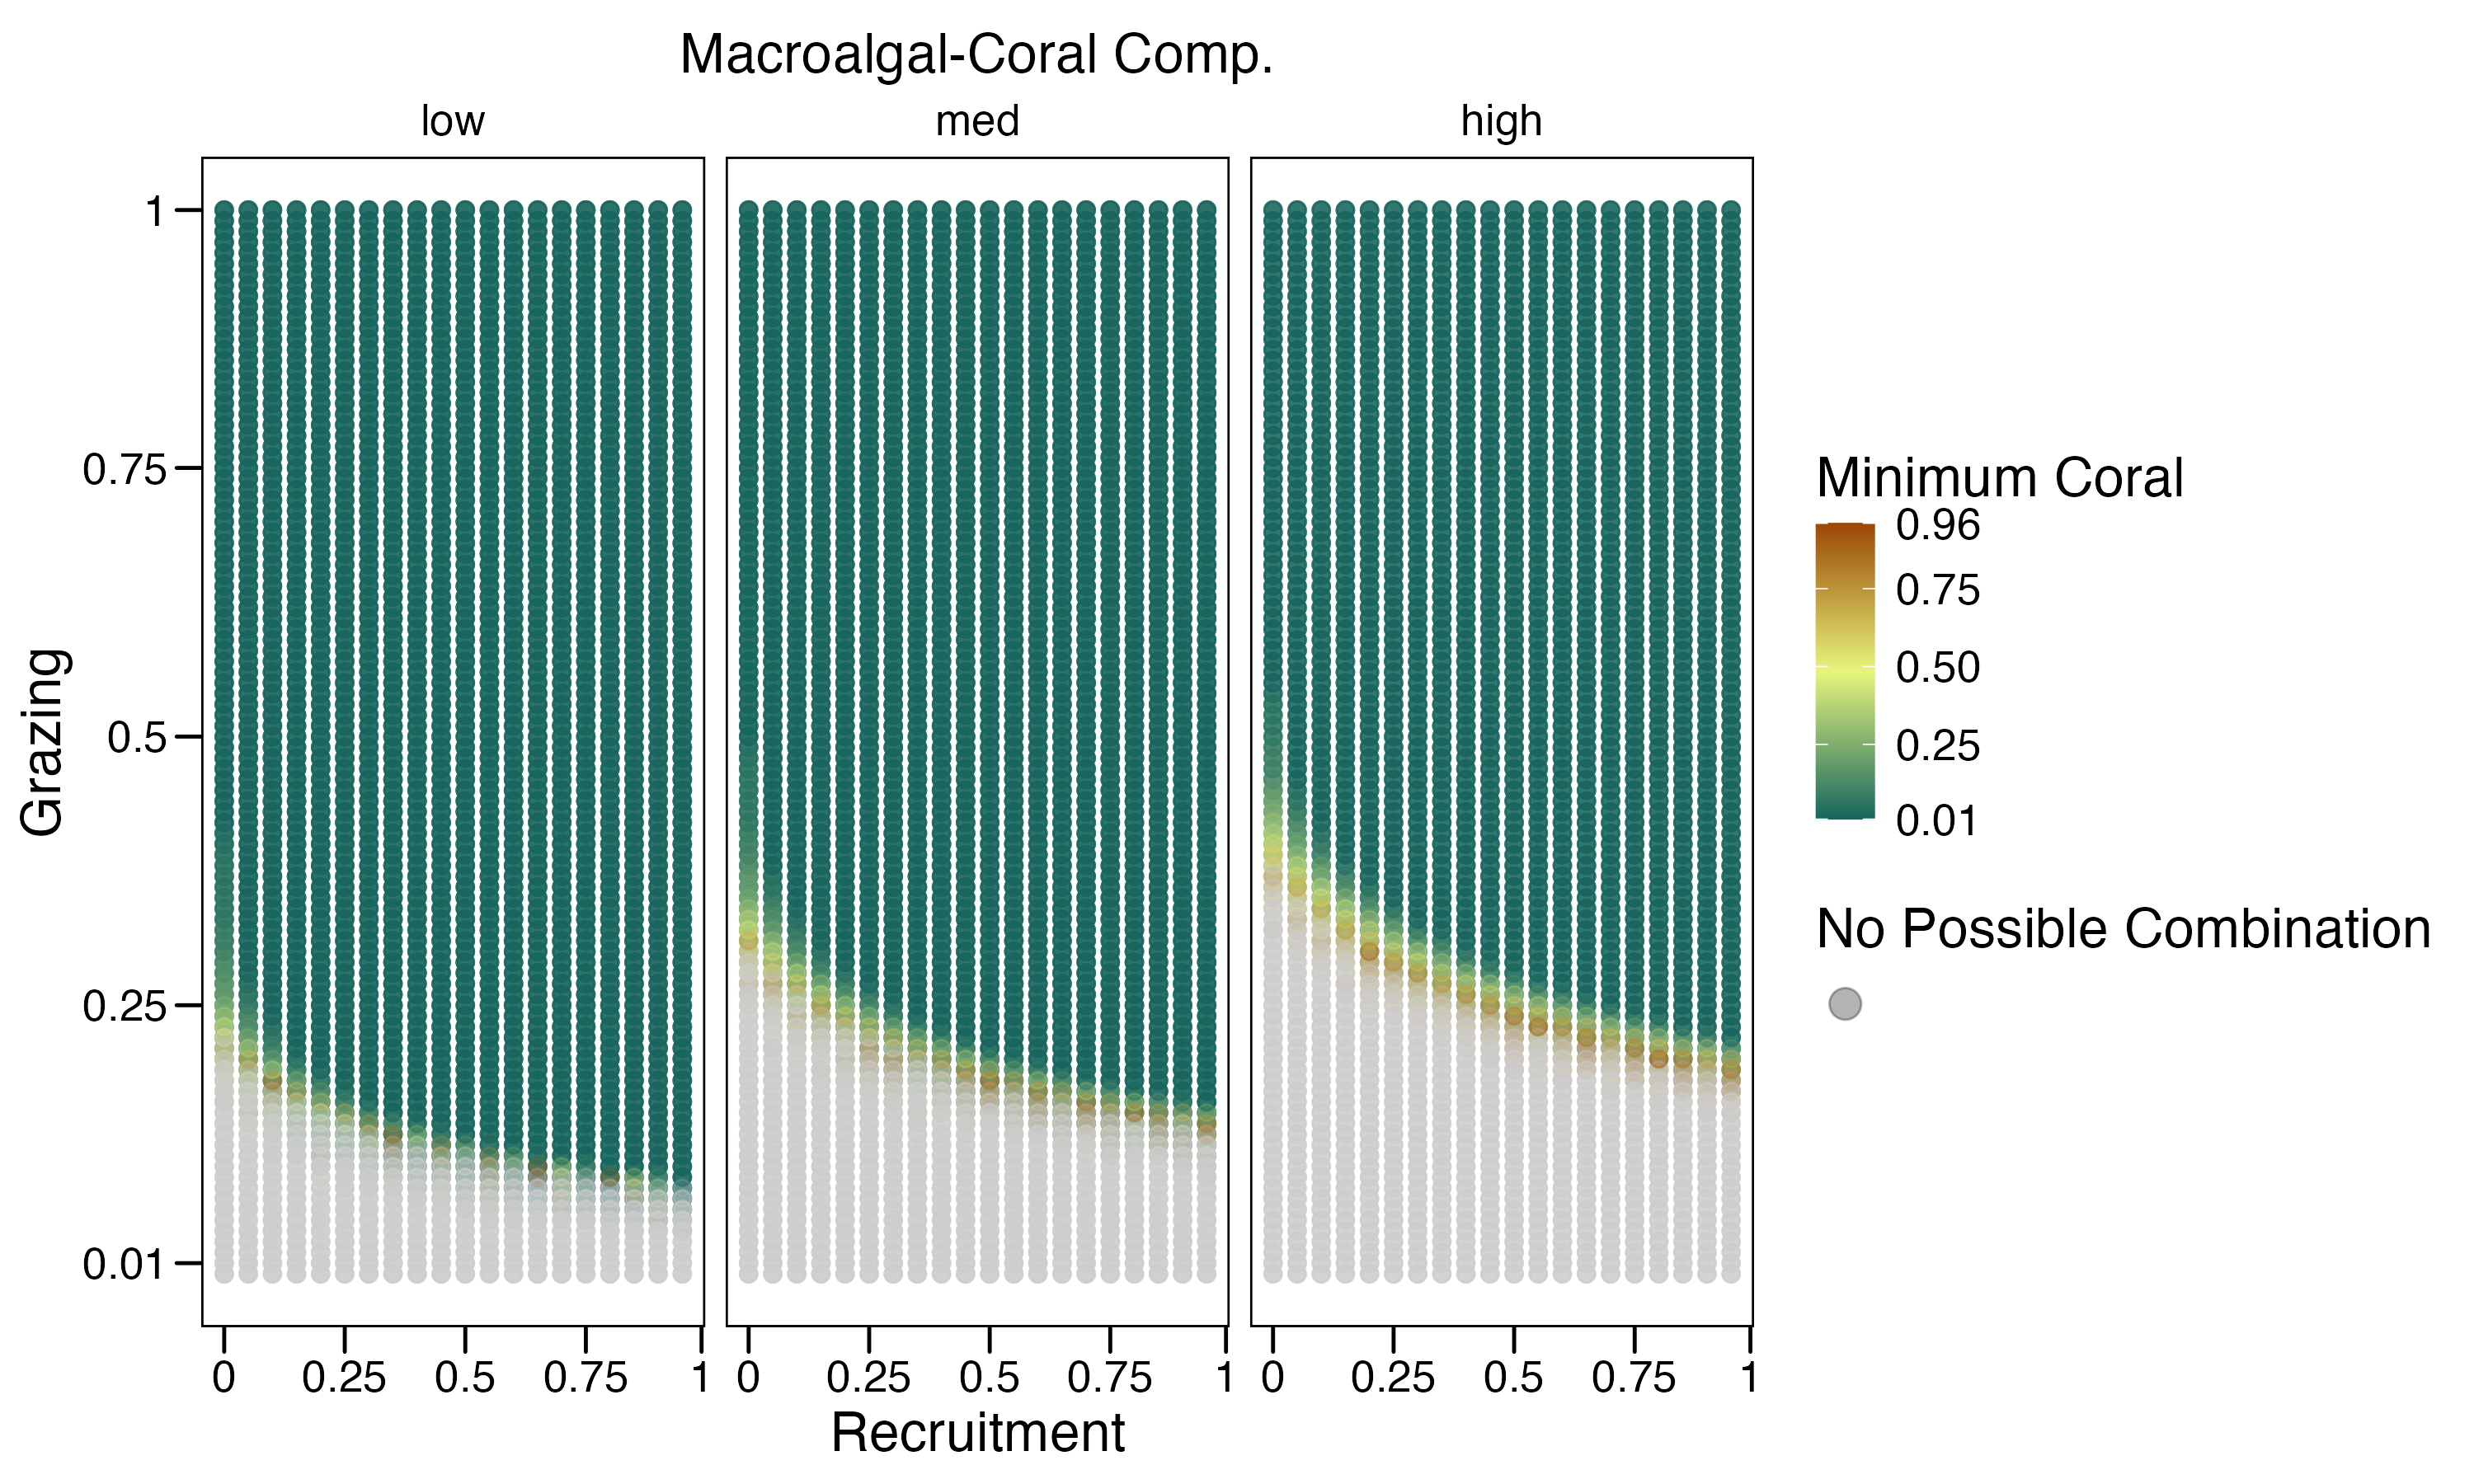 Macroalgal-Coral Comp.
low med high
1
0.75
0.5
0.25
0.01
Grazing
0 0.25 0.5 0.75 1 0 0.25 0.5 0.75 1 0 0.25 0.5 0.75 1
Recruitment
Minimum Coral
0.96
0.75
0.50
0.25
0.01
No Possible Combination